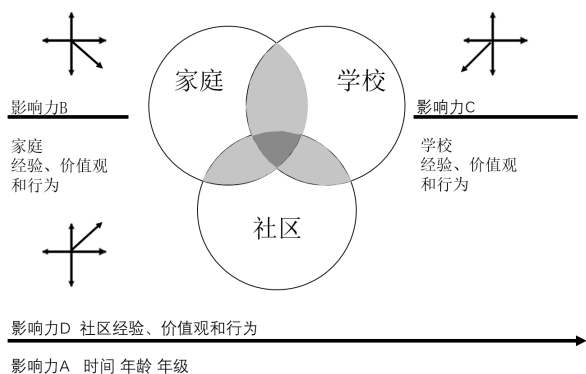 家庭
学校
影响力B
影响力C
家庭
经验、价值观
和行为
学校
经验、价值观
和行为
社区
影响力D 社区经验、价值观和行为
影响力A 时间 年龄 年级